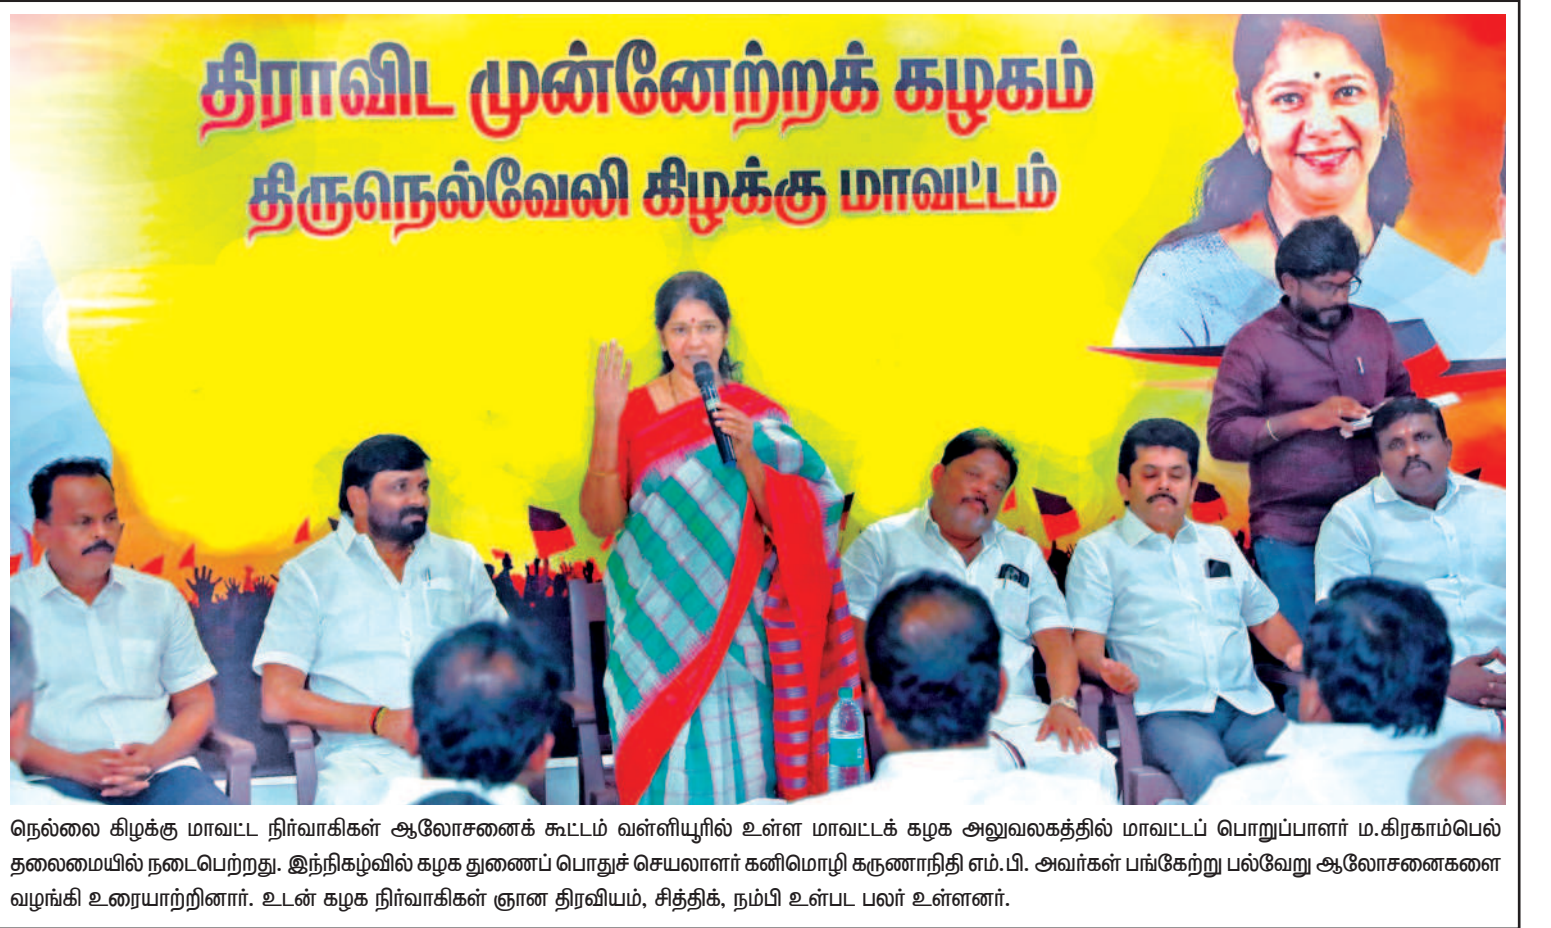 திராவிட முன்னேற்றக் கழகம்
திருநெல்வேலி கிழக்கு மாவட்டம்
நெல்லை கிழக்கு மாவட்ட நிர்வாகிகள் ஆலோசனைக் கூட்டம் வள்ளியூரில் உள்ள மாவட்டக் கழக அலுவலகத்தில் மாவட்டப் பொறுப்பாளர் ம.கிரகாம்பெல்
தலைமையில் நடைபெற்றது. இந்நிகழ்வில் கழக துணைப் பொதுச் செயலாளர் கனிமொழி கருணாநிதி எம்.பி. அவர்கள் பங்கேற்று பல்வேறு ஆலோசனைகளை
வழங்கி உரையாற்றினார். உடன் கழக நிர்வாகிகள் ஞான திரவியம், சித்திக், நம்பி உள்பட பலர் உள்ளனர்.